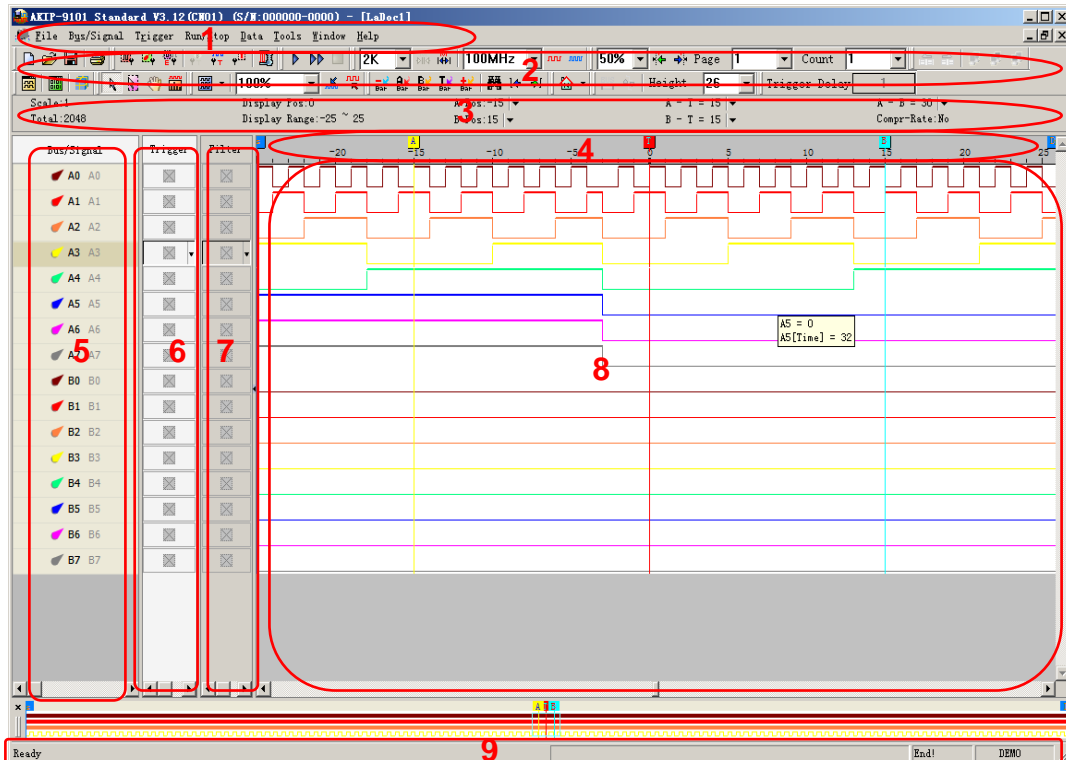 AKIP-9101 Standard V3.12(CN01) (S/N:000000-0000) - [LaDoc1]
File Bus/Signal Trigger Run/Stop Data Tools Window Help
1
2K 100MHz 50% Page 1 Count 1
2
100% Bar Bar Bar Bar Bar Height 26 Trigger Delay 1
Scale:1 Display Pos:0 A Pos:-15 A - T = 15 A - B = 30
Total:2048 Display Range:-25 ~ 25 B Pos:15 B - T = 15 Compr-Rate:No
3
Bus/Signal Trigger Filter
A T B
-20 -15 -10 -5 0 5 10 15 20 25
4
A0 A0
A1 A1
A2 A2
A3 A3
A4 A4
A5 A5
A6 A6
A7 A7
B0 B0
B1 B1
B2 B2
B3 B3
B4 B4
B5 B5
B6 B6
B7 B7
A5 = 0
A5[Time] = 32
5 6 7 8
A T B
9
Ready End! DEMO